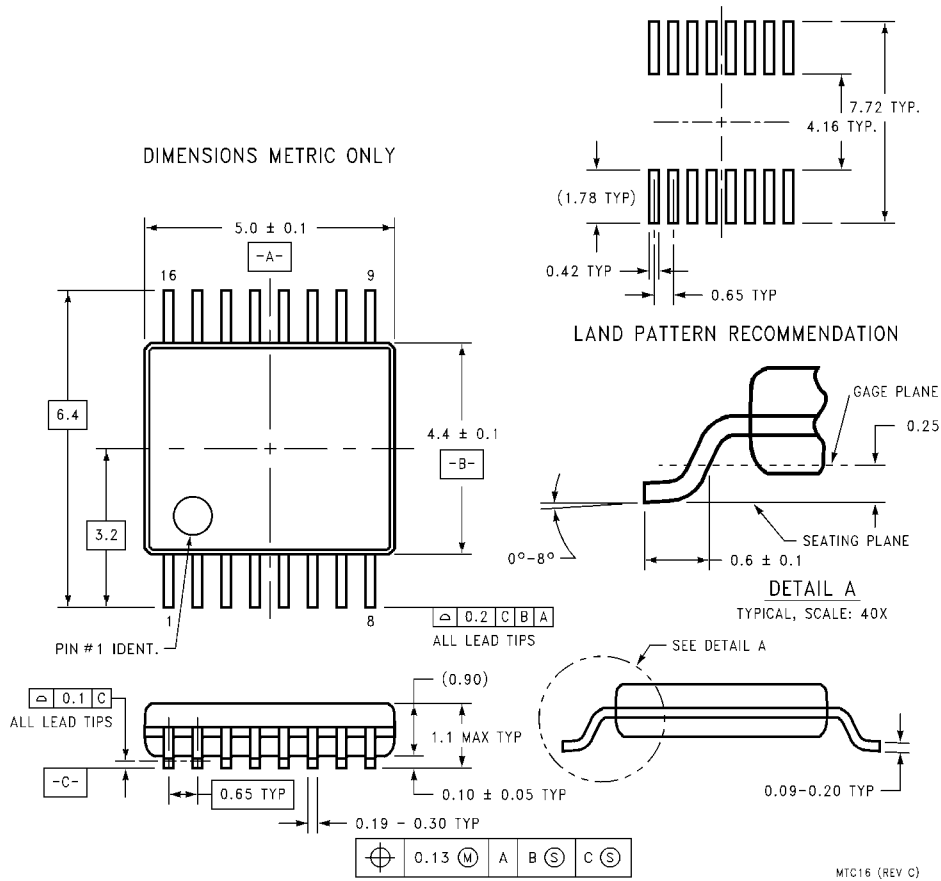 7.72 TYP.
4.16 TYP.
DIMENSIONS METRIC ONLY
(1.78 TYP)
5.0 ± 0.1
-A-
16
9
0.42 TYP
0.65 TYP
LAND PATTERN RECOMMENDATION
GAGE PLANE
0.25
6.4
4.4 ± 0.1
-B-
3.2
SEATING PLANE
0°-8°
0.6 ± 0.1
DETAIL A
TYPICAL, SCALE: 40X
1
8
⌓ 0.2 C B A
ALL LEAD TIPS
PIN #1 IDENT.
SEE DETAIL A
(0.90)
⌓ 0.1 C
ALL LEAD TIPS
1.1 MAX TYP
-C-
0.65 TYP
0.10 ± 0.05 TYP
0.09-0.20 TYP
0.19 - 0.30 TYP
⌖ 0.13 Ⓜ A B Ⓢ C Ⓢ
MTC16 (REV C)